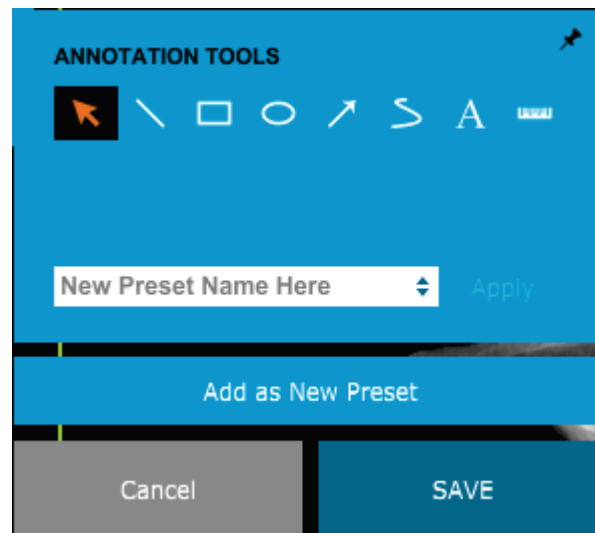 ANNOTATION TOOLS
A
New Preset Name Here
Apply
Add as New Preset
Cancel
SAVE